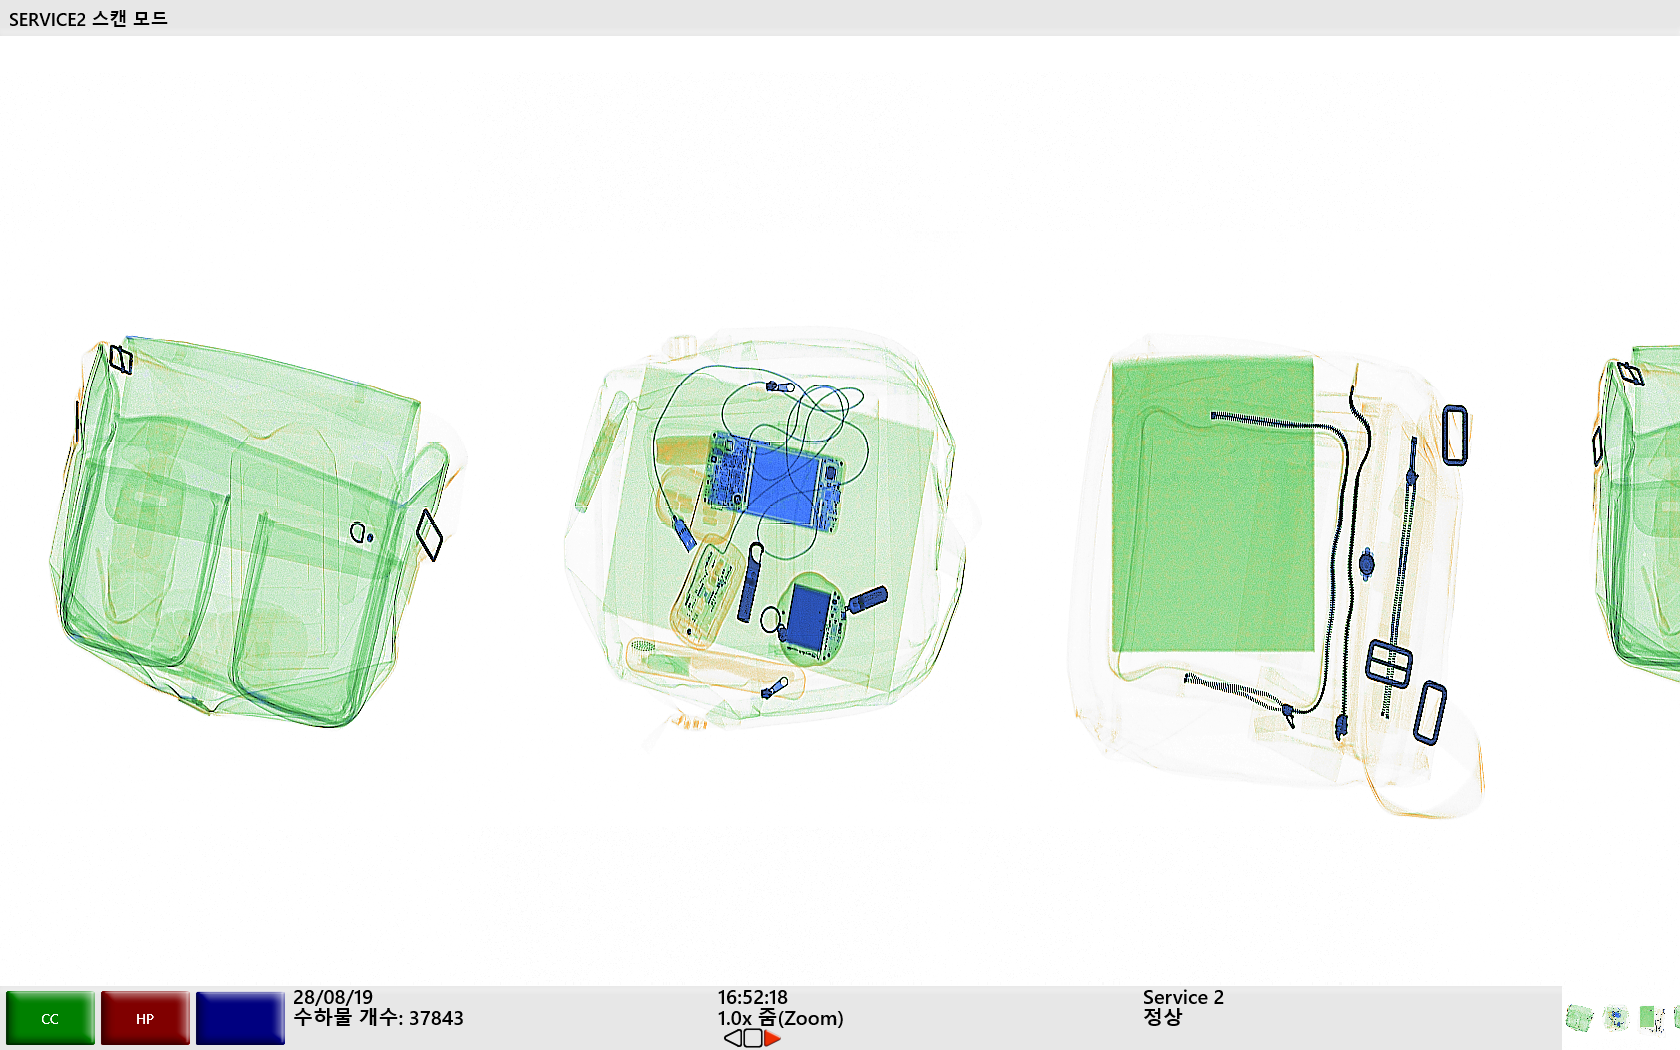 SERVICE2 스캔 모드
CC
HP
28/08/19
수하물 개수: 37843
16:52:18
1.0x 줌(Zoom)
Service 2
정상